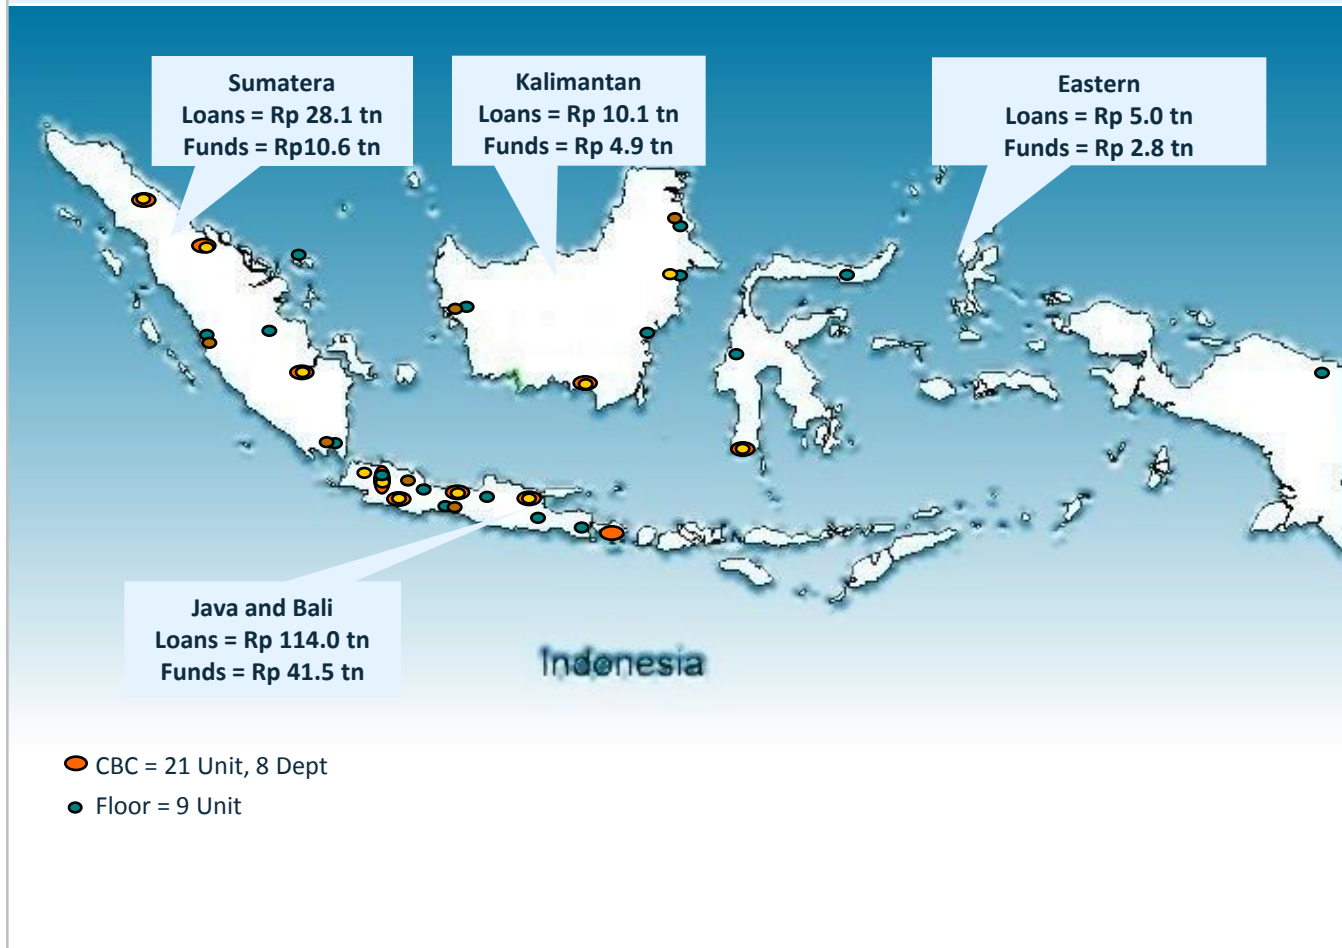 Sumatera
Loans = Rp 28.1 tn
Funds = Rp10.6 tn
Kalimantan
Loans = Rp 10.1 tn
Funds = Rp 4.9 tn
Eastern
Loans = Rp 5.0 tn
Funds = Rp 2.8 tn
Java and Bali
Loans = Rp 114.0 tn
Funds = Rp 41.5 tn
Indonesia
CBC = 21 Unit, 8 Dept
Floor = 9 Unit